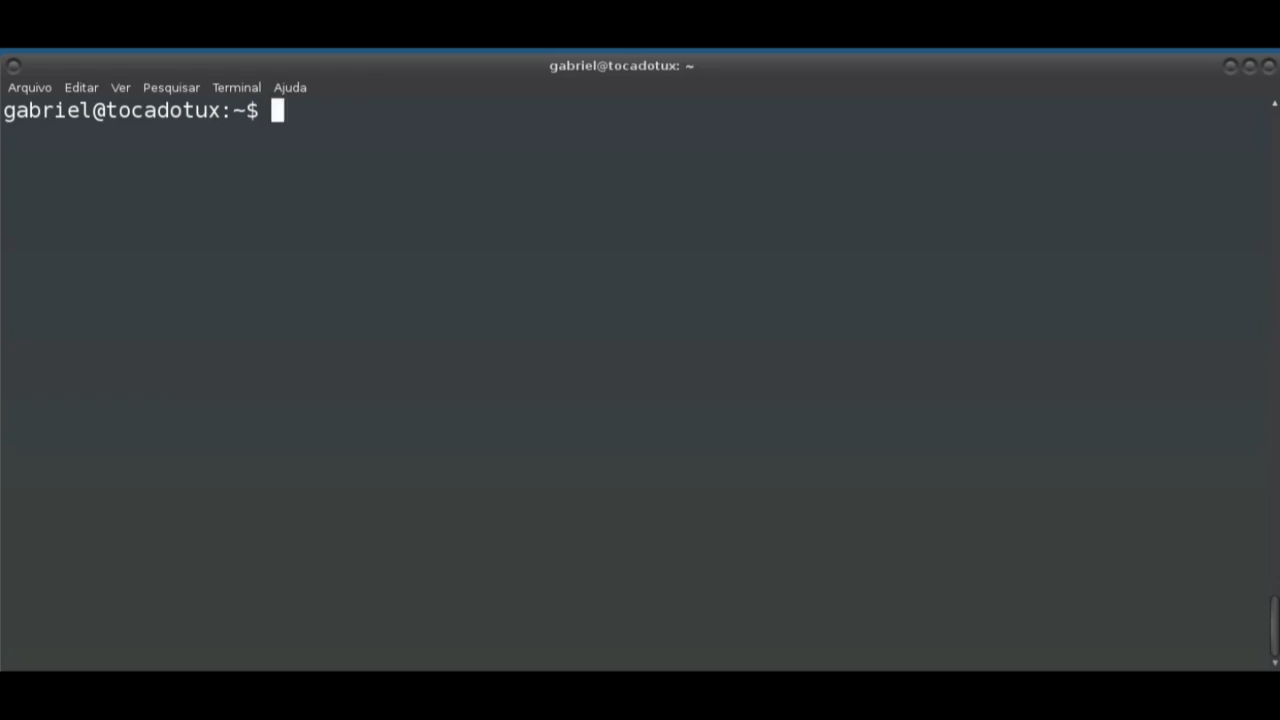 gabriel@tocadotux: ~
Arquivo Editar Ver Pesquisar Terminal Ajuda
gabriel@tocadotux:~$